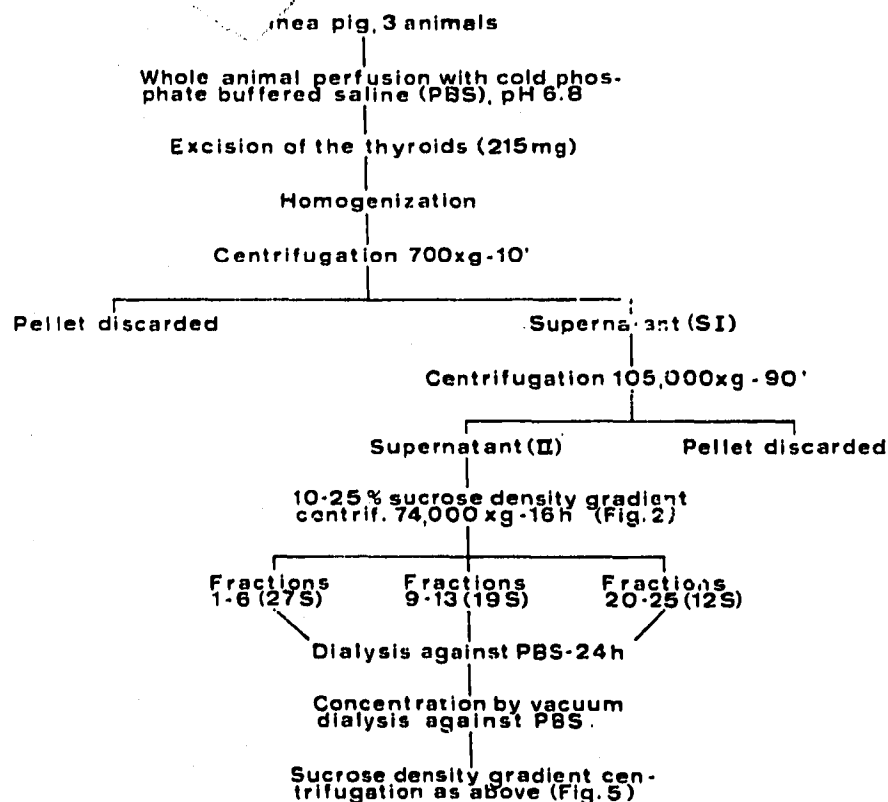 pig, 3 animals
Whole animal perfusion with cold phos-
phate buffered saline (PBS), pH 6.8
Excision of the thyroids (215mg)
Homogenization
Centrifugation 700xg-10'
Pellet discarded
Supernatant (SI)
Centrifugation 105,000xg-90'
Supernatant (II)
Pellet discarded
10-25% sucrose density gradient
centrif. 74,000 xg-16h (Fig. 2)
Fractions
1-6 (27S)
Fractions
9-13 (19S)
Fractions
20-25 (12S)
Dialysis against PBS-24h
Concentration by vacuum
dialysis against PBS.
Sucrose density gradient cen-
trifugation as above (Fig. 5)